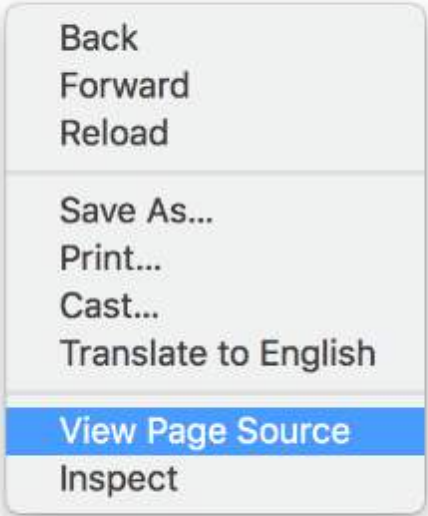 Back
Forward
Reload
Save As...
Print...
Cast...
Translate to English
View Page Source
Inspect